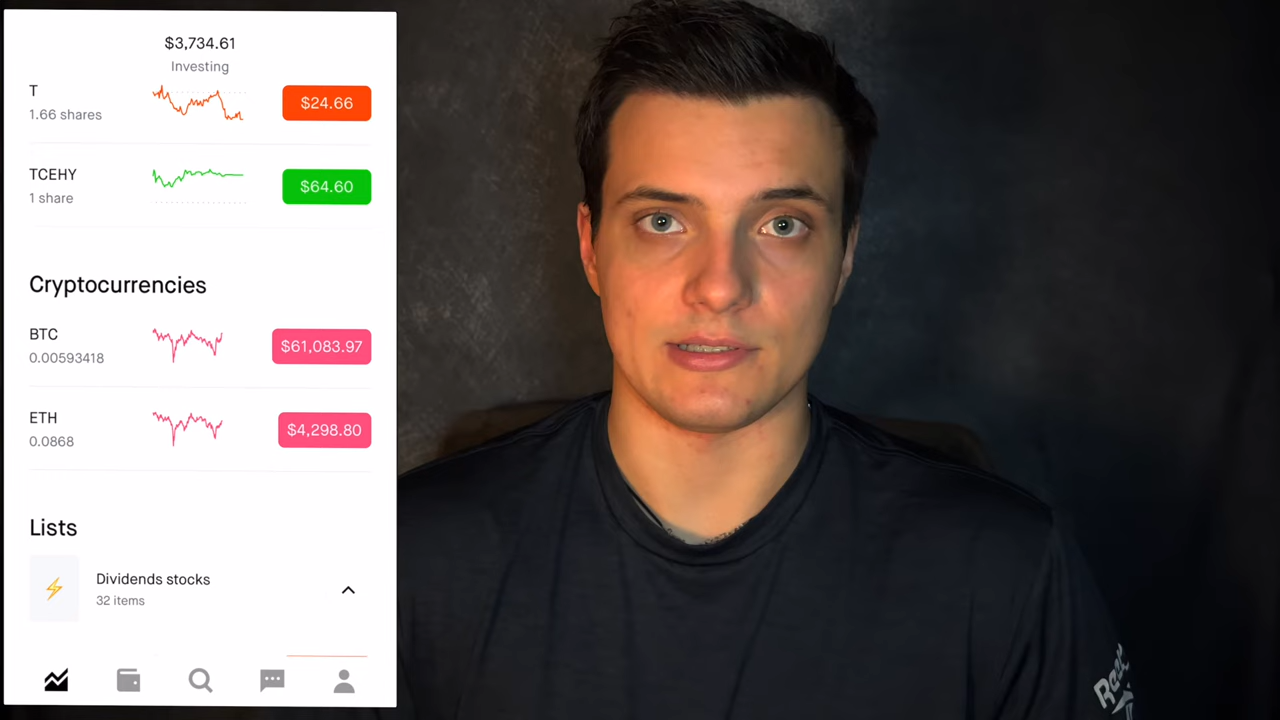 $3,734.61
Investing
T
1.66 shares
$24.66
TCEHY
1 share
$64.60
Cryptocurrencies
BTC
0.00593418
$61,083.97
ETH
0.0868
$4,298.80
Lists
Dividends stocks
32 items